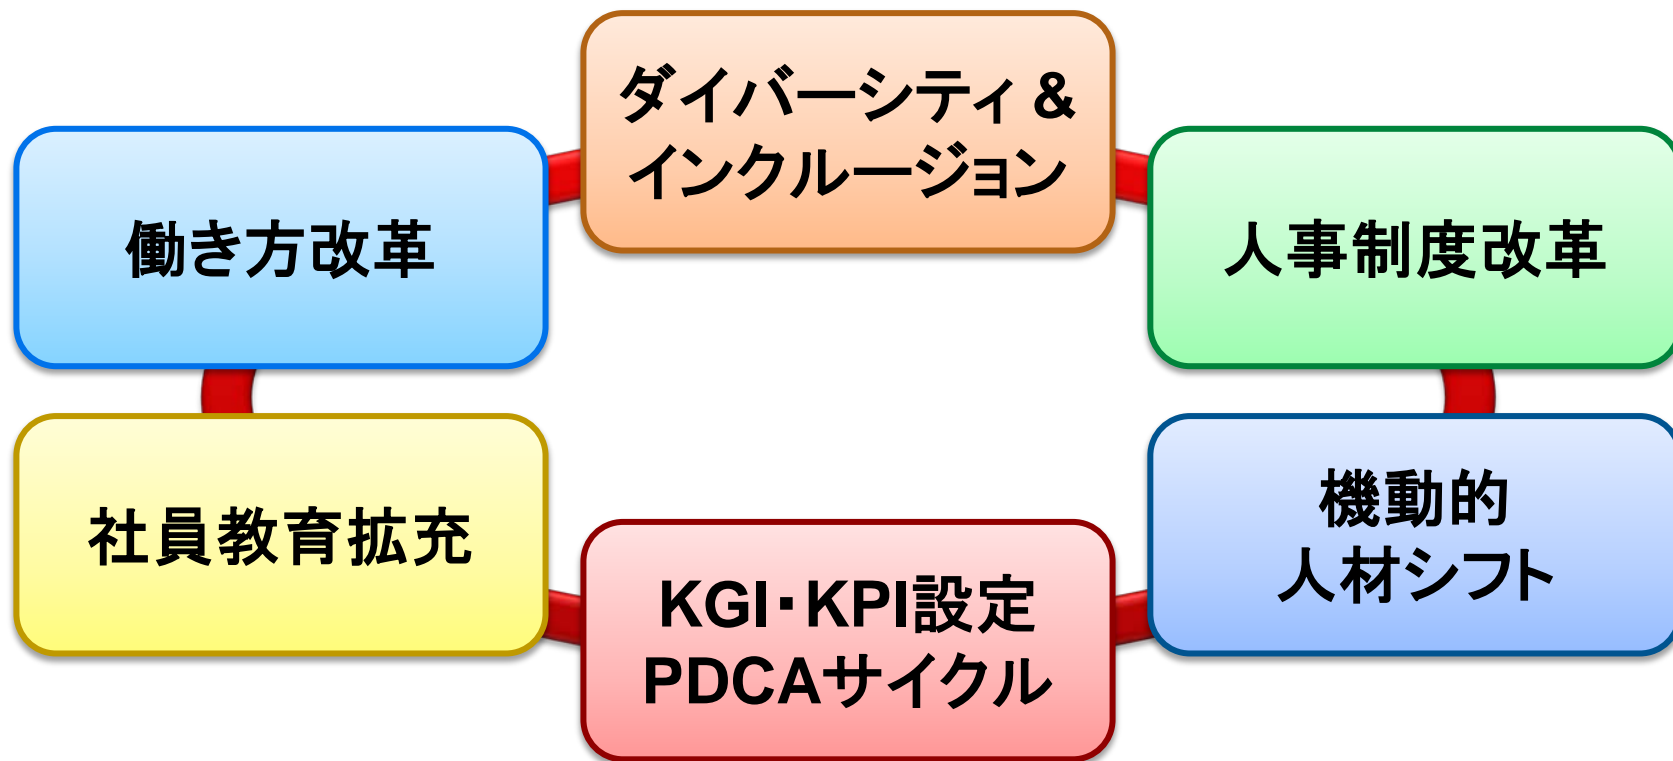 ダイバーシティ &
インクルージョン
働き方改革
人事制度改革
社員教育拡充
機動的
人材シフト
KGI・KPI設定
PDCAサイクル